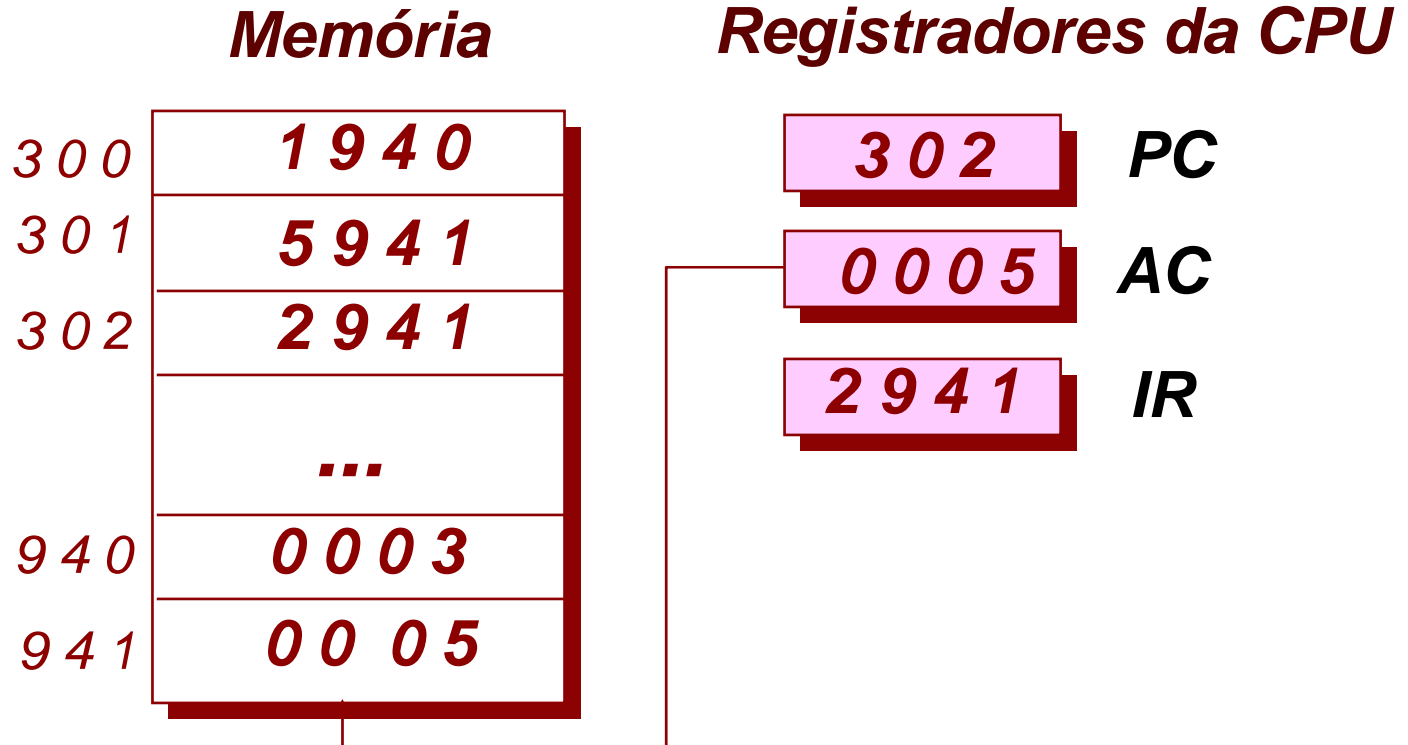 Memória
Registradores da CPU
300 1940
301 5941
302 2941
...
940 0003
941 00 05
302 PC
0005 AC
2941 IR